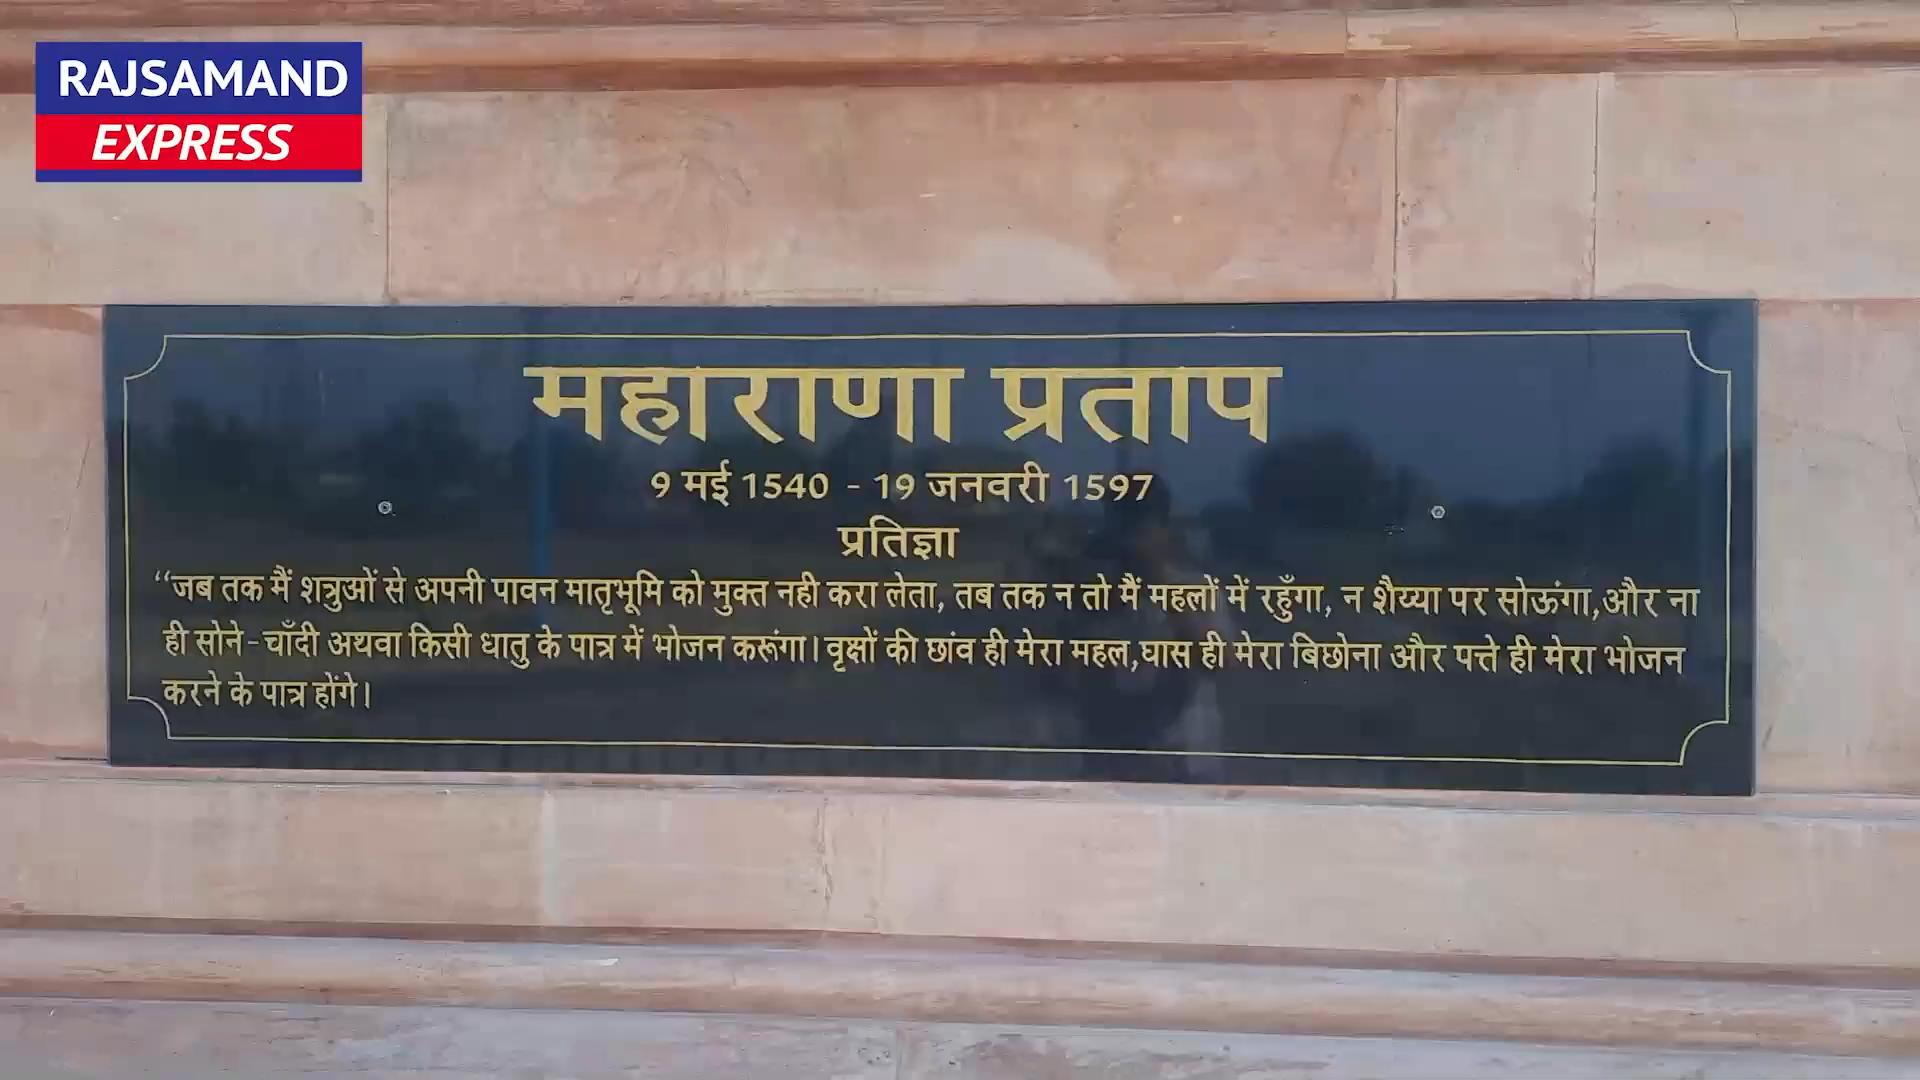 RAJSAMAND
EXPRESS
महाराणा प्रताप
9 मई 1540 - 19 जनवरी 1597
प्रतिज्ञा
“जब तक मैं शत्रुओं से अपनी पावन मातृभूमि को मुक्त नही करा लेता, तब तक न तो मैं महलों में रहुँगा, न शैय्या पर सोऊंगा,और ना
ही सोने-चाँदी अथवा किसी धातु के पात्र में भोजन करूंगा। वृक्षों की छांव ही मेरा महल,घास ही मेरा बिछोना और पत्ते ही मेरा भोजन
करने के पात्र होंगे।